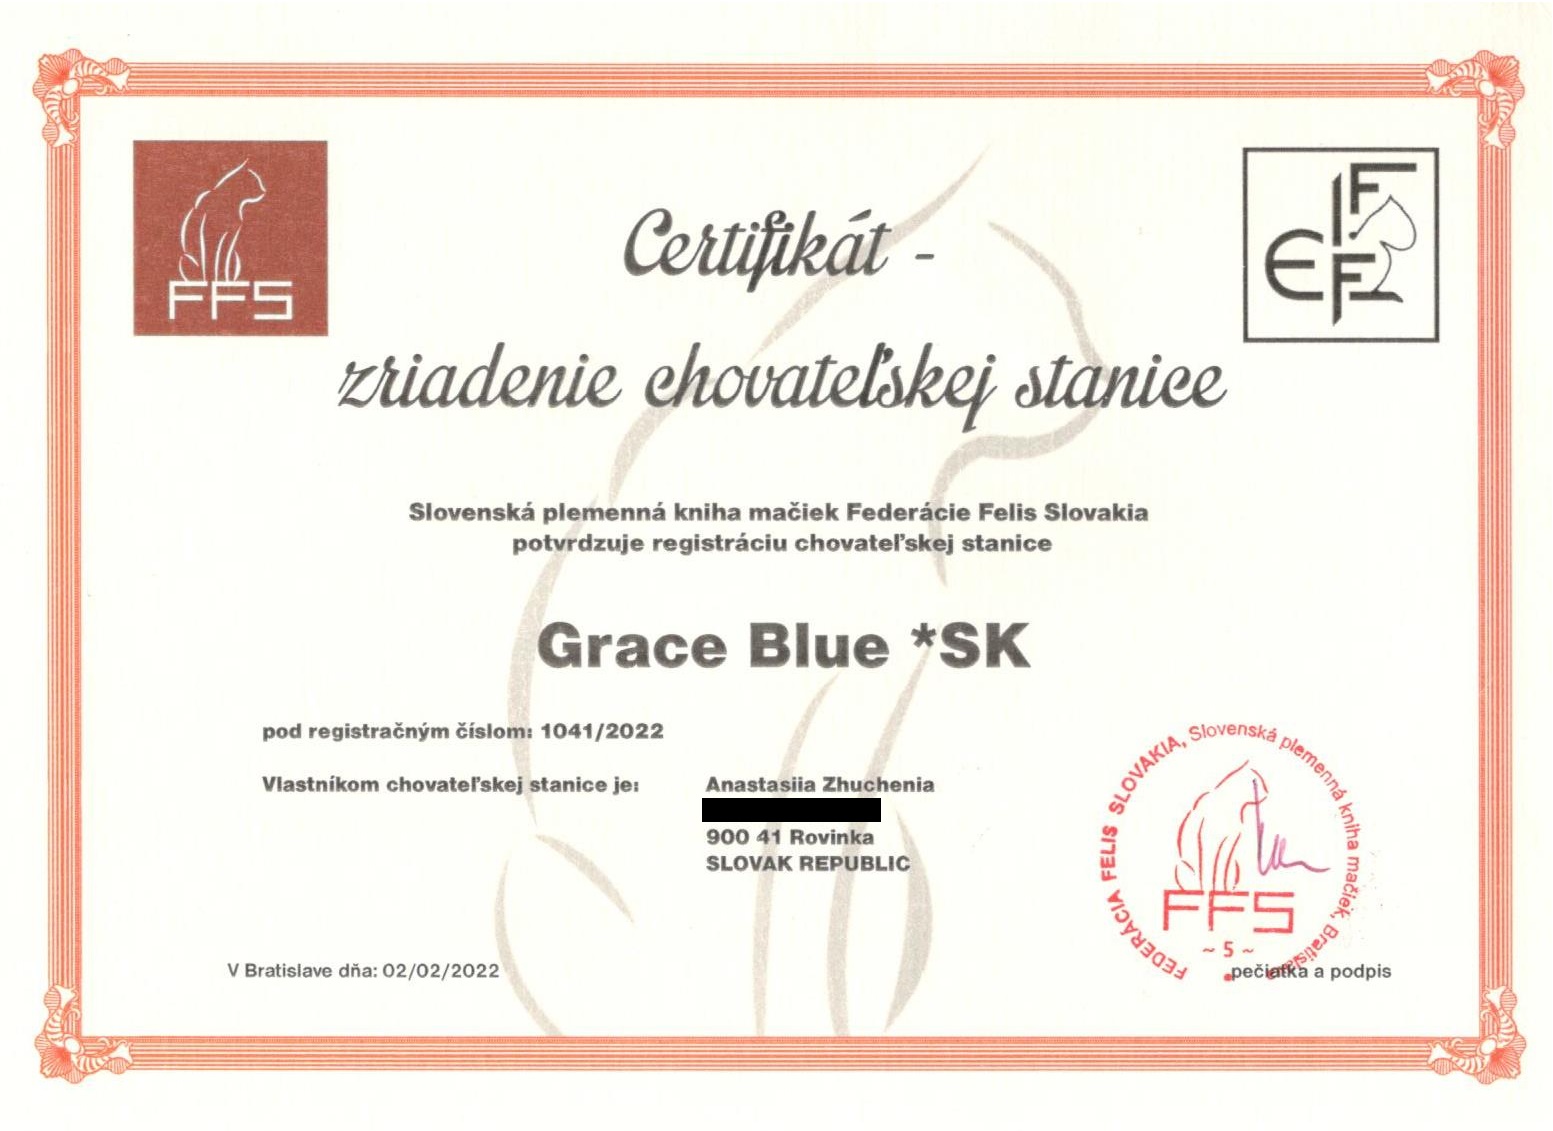 FFS
FIFe
Certifikát -
zriadenie chovateľskej stanice
Slovenská plemenná kniha mačiek Federácie Felis Slovakia
potvrdzuje registráciu chovateľskej stanice
Grace Blue *SK
pod registračným číslom: 1041/2022
Vlastníkom chovateľskej stanice je:
Anastasiia Zhuchenia
900 41 Rovinka
SLOVAK REPUBLIC
FEDERÁCIA FELIS SLOVAKIA, Slovenská plemenná kniha mačiek, Bratislava
FFS
~ 5 ~
V Bratislave dňa: 02/02/2022
pečiatka a podpis